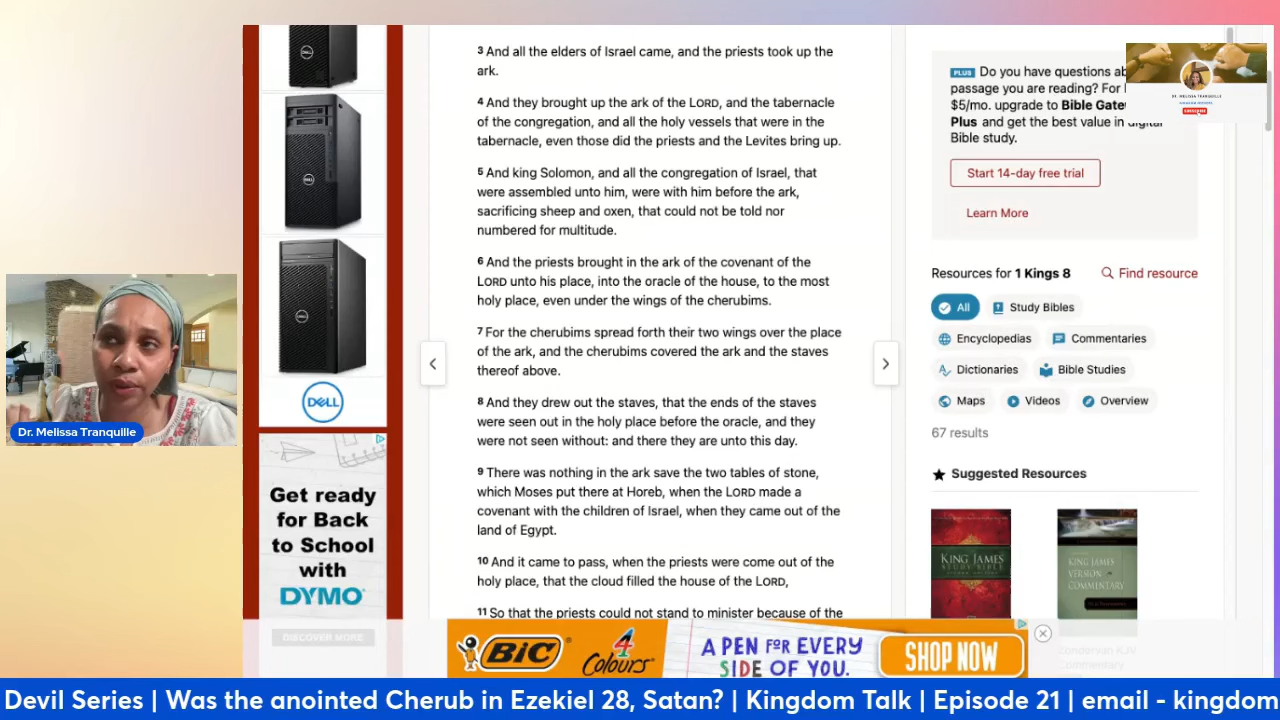 3 And all the elders of Israel came, and the priests took up the
ark.
4 And they brought up the ark of the LORD, and the tabernacle
of the congregation, and all the holy vessels that were in the
tabernacle, even those did the priests and the Levites bring up.
5 And king Solomon, and all the congregation of Israel, that
were assembled unto him, were with him before the ark,
sacrificing sheep and oxen, that could not be told nor
numbered for multitude.
6 And the priests brought in the ark of the covenant of the
LORD unto his place, into the oracle of the house, to the most
holy place, even under the wings of the cherubims.
7 For the cherubims spread forth their two wings over the place
of the ark, and the cherubims covered the ark and the staves
thereof above.
8 And they drew out the staves, that the ends of the staves
were seen out in the holy place before the oracle, and they
were not seen without: and there they are unto this day.
9 There was nothing in the ark save the two tables of stone,
which Moses put there at Horeb, when the LORD made a
covenant with the children of Israel, when they came out of the
land of Egypt.
10 And it came to pass, when the priests were come out of the
holy place, that the cloud filled the house of the LORD,
11 So that the priests could not stand to minister because of the
PLUS Do you have questions ab
passage you are reading? For
$5/mo. upgrade to Bible Gate
Plus and get the best value in digital
Bible study.
Start 14-day free trial
Learn More
DR. MELISSA TRANQUILLE
SUBSCRIBE
Resources for 1 Kings 8
Find resource
All
Study Bibles
Encyclopedias
Commentaries
Dictionaries
Bible Studies
Maps
Videos
Overview
67 results
Suggested Resources
KING JAMES
STUDY BIBLE
KING JAMES
VERSION
COMMENTARY
Zondervan KJV
Commentary
DELL
DELL
DELL
DELL
Get ready
for Back
to School
with
DYMO
DISCOVER MORE
BIC
4
Colours
A PEN FOR EVERY
SIDE OF YOU.
SHOP NOW
Dr. Melissa Tranquille
Devil Series | Was the anointed Cherub in Ezekiel 28, Satan? | Kingdom Talk | Episode 21 | email - kingdom